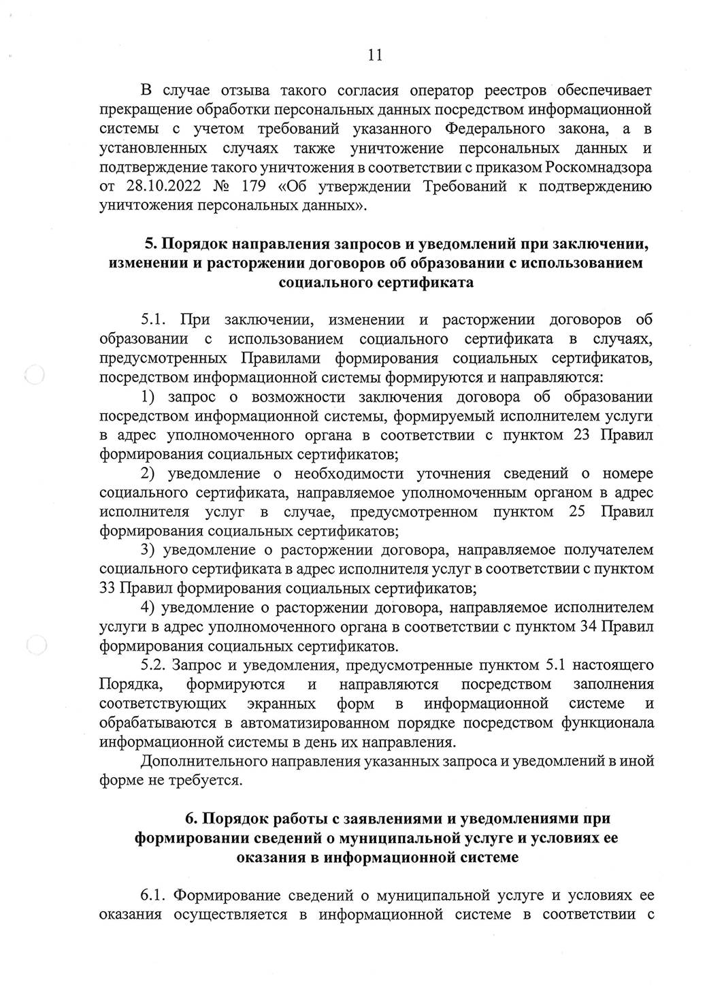 11
В случае отзыва такого согласия оператор реестров обеспечивает
прекращение обработки персональных данных посредством информационной
системы с учетом требований указанного Федерального закона, а в
установленных случаях также уничтожение персональных данных и
подтверждение такого уничтожения в соответствии с приказом Роскомнадзора
от 28.10.2022 № 179 «Об утверждении Требований к подтверждению
уничтожения персональных данных».
5. Порядок направления запросов и уведомлений при заключении,
изменении и расторжении договоров об образовании с использованием
социального сертификата
5.1. При заключении, изменении и расторжении договоров об
образовании с использованием социального сертификата в случаях,
предусмотренных Правилами формирования социальных сертификатов,
посредством информационной системы формируются и направляются:
1) запрос о возможности заключения договора об образовании
посредством информационной системы, формируемый исполнителем услуги
в адрес уполномоченного органа в соответствии с пунктом 23 Правил
формирования социальных сертификатов;
2) уведомление о необходимости уточнения сведений о номере
социального сертификата, направляемое уполномоченным органом в адрес
исполнителя услуг в случае, предусмотренном пунктом 25 Правил
формирования социальных сертификатов;
3) уведомление о расторжении договора, направляемое получателем
социального сертификата в адрес исполнителя услуг в соответствии с пунктом
33 Правил формирования социальных сертификатов;
4) уведомление о расторжении договора, направляемое исполнителем
услуги в адрес уполномоченного органа в соответствии с пунктом 34 Правил
формирования социальных сертификатов.
5.2. Запрос и уведомления, предусмотренные пунктом 5.1 настоящего
Порядка, формируются и направляются посредством заполнения
соответствующих экранных форм в информационной системе и
обрабатываются в автоматизированном порядке посредством функционала
информационной системы в день их направления.
Дополнительного направления указанных запроса и уведомлений в иной
форме не требуется.
6. Порядок работы с заявлениями и уведомлениями при
формировании сведений о муниципальной услуге и условиях ее
оказания в информационной системе
6.1. Формирование сведений о муниципальной услуге и условиях ее
оказания осуществляется в информационной системе в соответствии с